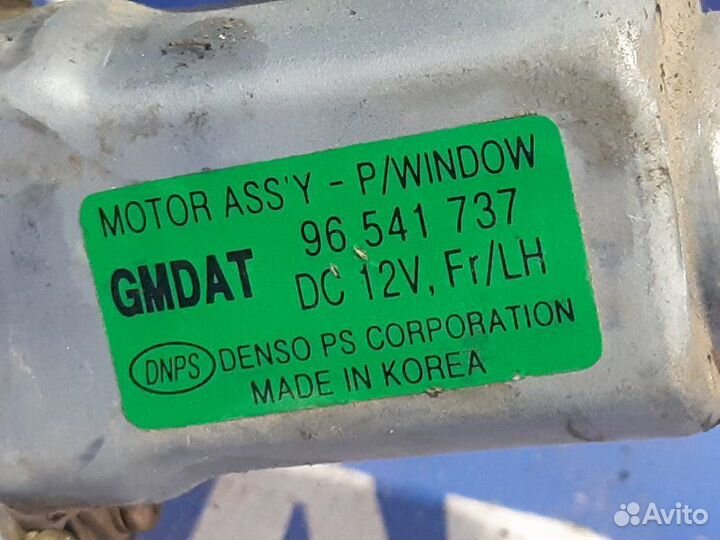 MOTOR ASS'Y - P/WINDOW
GMDAT 96 541 737
DC 12V, Fr/LH
DNPS DENSO PS CORPORATION
MADE IN KOREA
Avito